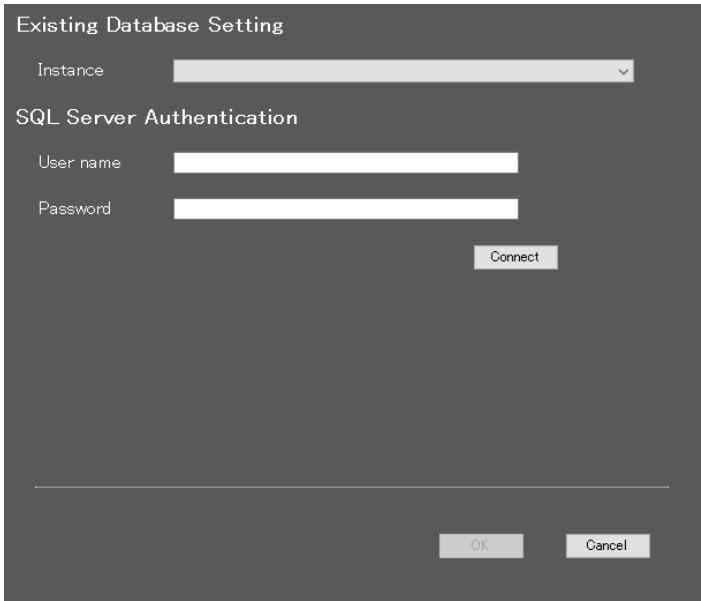 Existing Database Setting
Instance
SQL Server Authentication
User name
Password
Connect
OK
Cancel